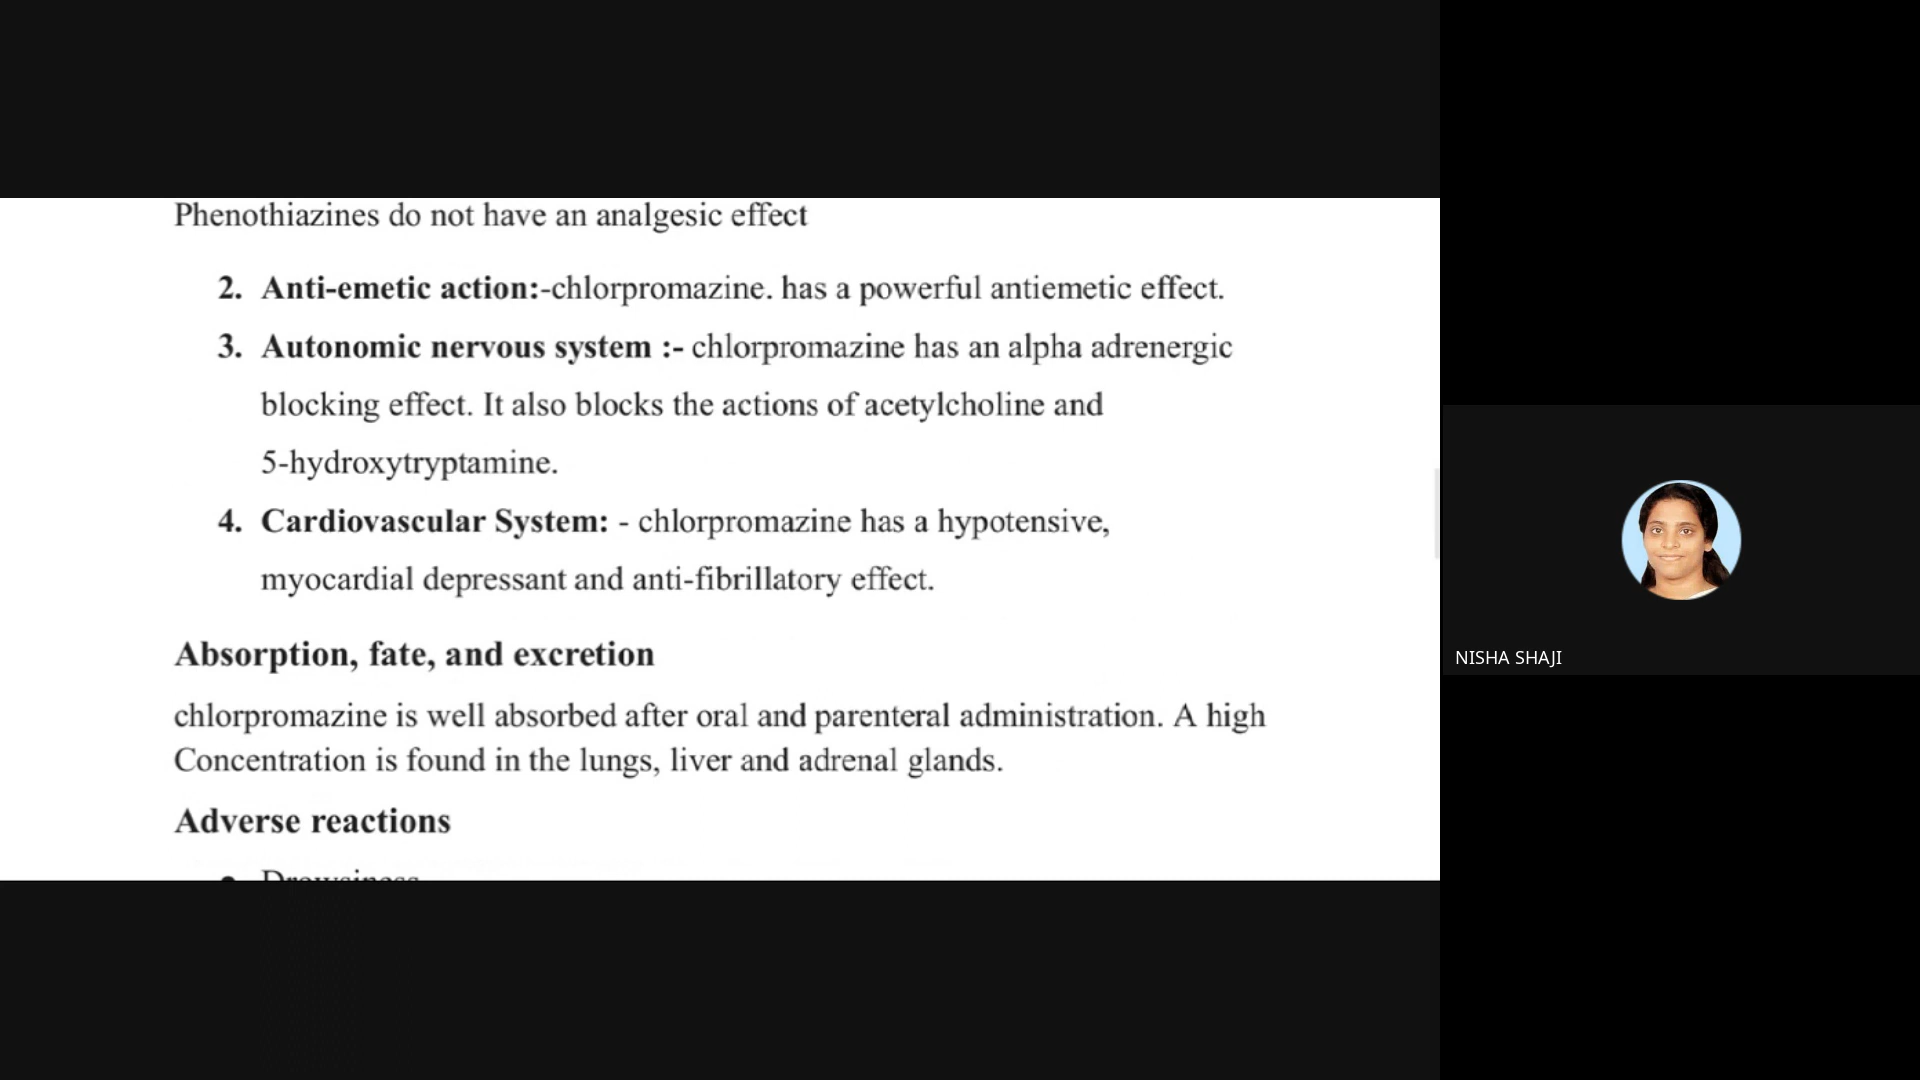 Phenothiazines do not have an analgesic effect
2. Anti-emetic action:-chlorpromazine. has a powerful antiemetic effect.
3. Autonomic nervous system :- chlorpromazine has an alpha adrenergic
blocking effect. It also blocks the actions of acetylcholine and
5-hydroxytryptamine.
4. Cardiovascular System: - chlorpromazine has a hypotensive,
myocardial depressant and anti-fibrillatory effect.
Absorption, fate, and excretion
chlorpromazine is well absorbed after oral and parenteral administration. A high
Concentration is found in the lungs, liver and adrenal glands.
Adverse reactions
● Drowsiness
NISHA SHAJI